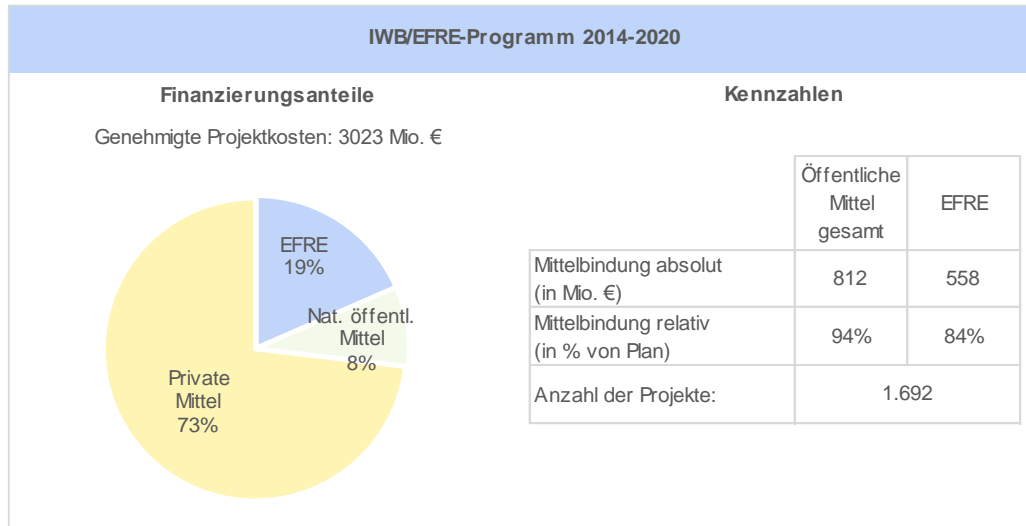 IWB/EFRE-Programm 2014-2020
Finanzierungsanteile
Genehmigte Projektkosten: 3023 Mio. €
EFRE
19%
Nat. öffentl.
Mittel
8%
Private
Mittel
73%
Kennzahlen
Öffentliche
Mittel
gesamt
EFRE
Mittelbindung absolut
(in Mio. €)
812
558
Mittelbindung relativ
(in % von Plan)
94%
84%
Anzahl der Projekte:
1.692